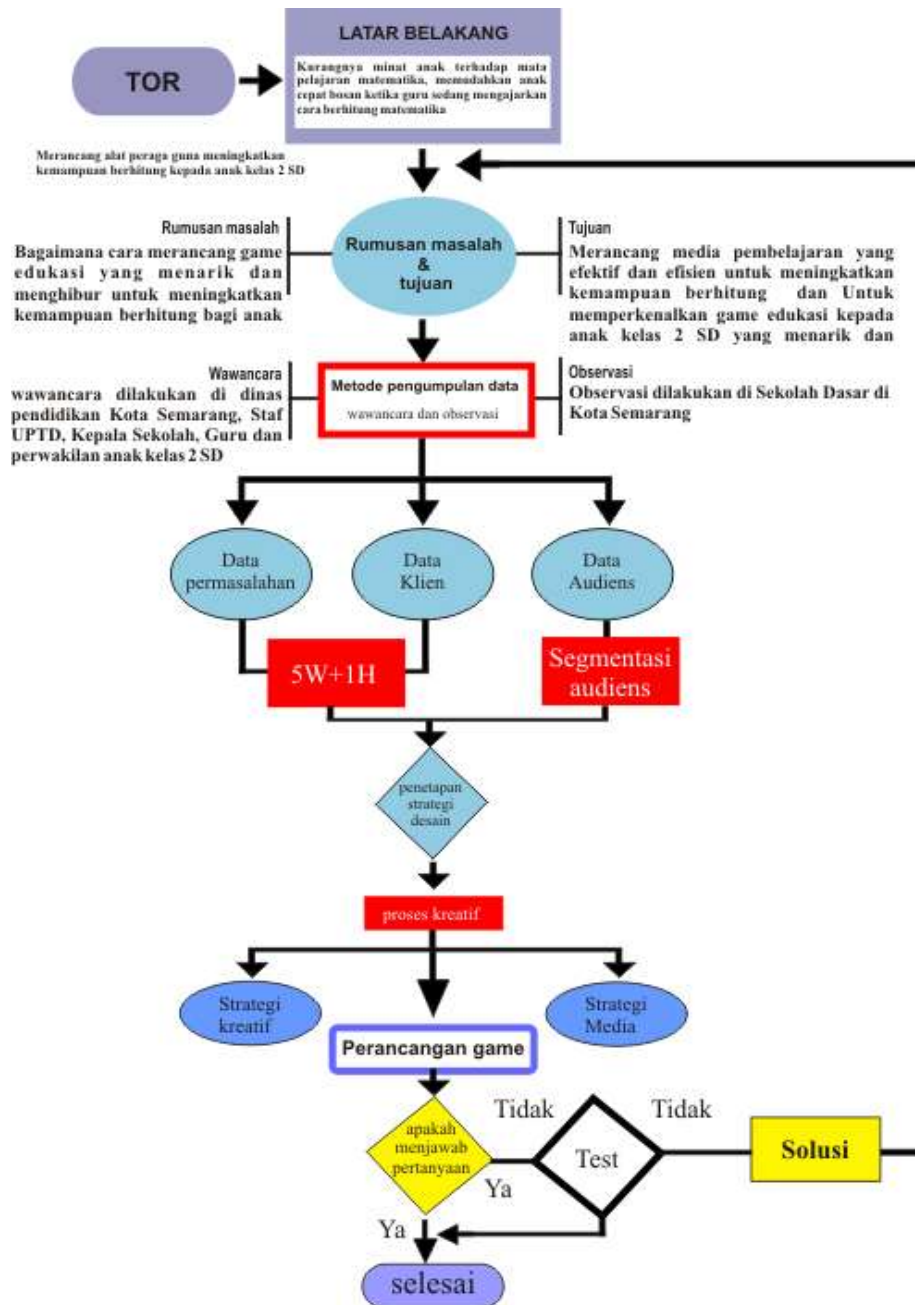 LATAR BELAKANG
TOR
Kurangnya minat anak terhadap mata
pelajaran matematika, memudahkan anak
cepat bosan ketika guru sedang mengajarkan
cara berhitung matematika
Merancang alat peraga guna meningkatkan
kemampuan berhitung kepada anak kelas 2 SD
Rumusan masalah
Bagaimana cara merancang game
edukasi yang menarik dan
menghibur untuk meningkatkan
kemampuan berhitung bagi anak
Rumusan masalah
&
tujuan
Tujuan
Merancang media pembelajaran yang
efektif dan efisien untuk meningkatkan
kemampuan berhitung dan Untuk
memperkenalkan game edukasi kepada
anak kelas 2 SD yang menarik dan
Wawancara
wawancara dilakukan di dinas
pendidikan Kota Semarang, Staf
UPTD, Kepala Sekolah, Guru dan
perwakilan anak kelas 2 SD
Metode pengumpulan data
wawancara dan observasi
Observasi
Observasi dilakukan di Sekolah Dasar di
Kota Semarang
Data
permasalahan
Data
Klien
Data
Audiens
5W+1H
Segmentasi
audiens
penetapan
strategi
desain
proses kreatif
Strategi
kreatif
Strategi
Media
Perancangan game
apakah
menjawab
pertanyaan
Tidak
Tidak
Test
Solusi
Ya
Ya
selesai